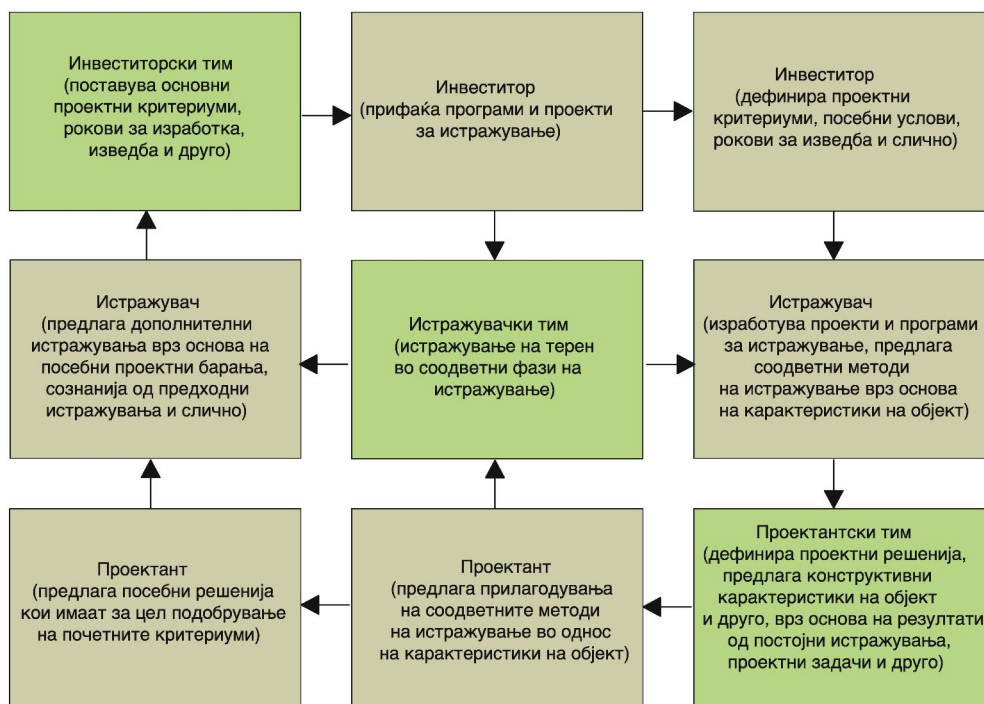 Инвеститорски тим
(поставува основни
проектни критериуми,
рокови за изработка,
изведба и друго)
Инвеститор
(прифаќа програми и проекти
за истражување)
Инвеститор
(дефинира проектни
критериуми, посебни услови,
рокови за изведба и слично)
Истражувач
(предлага дополнителни
истражувања врз основа на
посебни проектни барања,
сознанија од предходни
истражувања и слично)
Истражувачки тим
(истражување на терен
во соодветни фази на
истражување)
Истражувач
(изработува проекти и програми
за истражување, предлага
соодветни методи
на истражување врз основа
на карактеристики на објект)
Проектант
(предлага посебни решенија
кои имаат за цел подобрување
на почетните критериуми)
Проектант
(предлага прилагодувања
на соодветните методи
на истражување во однос
на карактеристики на објект)
Проектантски тим
(дефинира проектни решенија,
предлага конструктивни
карактеристики на објект
и друго, врз основа на резултати
од постојни истражувања,
проектни задачи и друго)